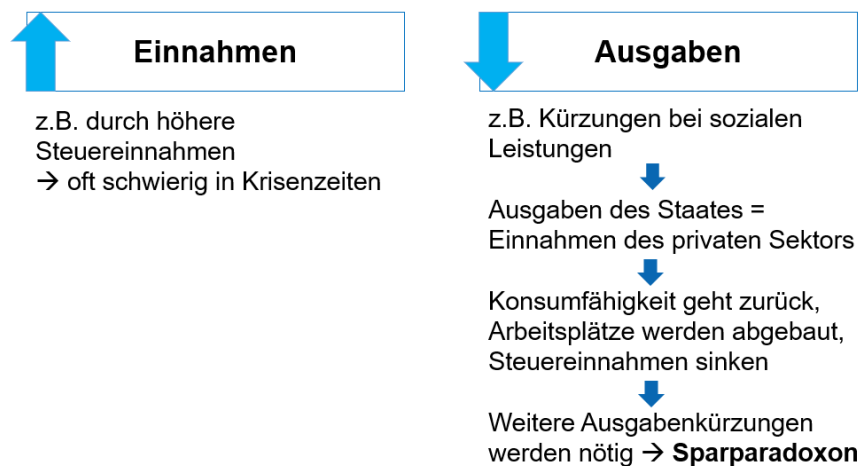 Einnahmen
z.B. durch höhere
Steuereinnahmen
→ oft schwierig in Krisenzeiten
Ausgaben
z.B. Kürzungen bei sozialen
Leistungen
Ausgaben des Staates =
Einnahmen des privaten Sektors
Konsumfähigkeit geht zurück,
Arbeitsplätze werden abgebaut,
Steuereinnahmen sinken
Weitere Ausgabenkürzungen
werden nötig → Sparparadoxon